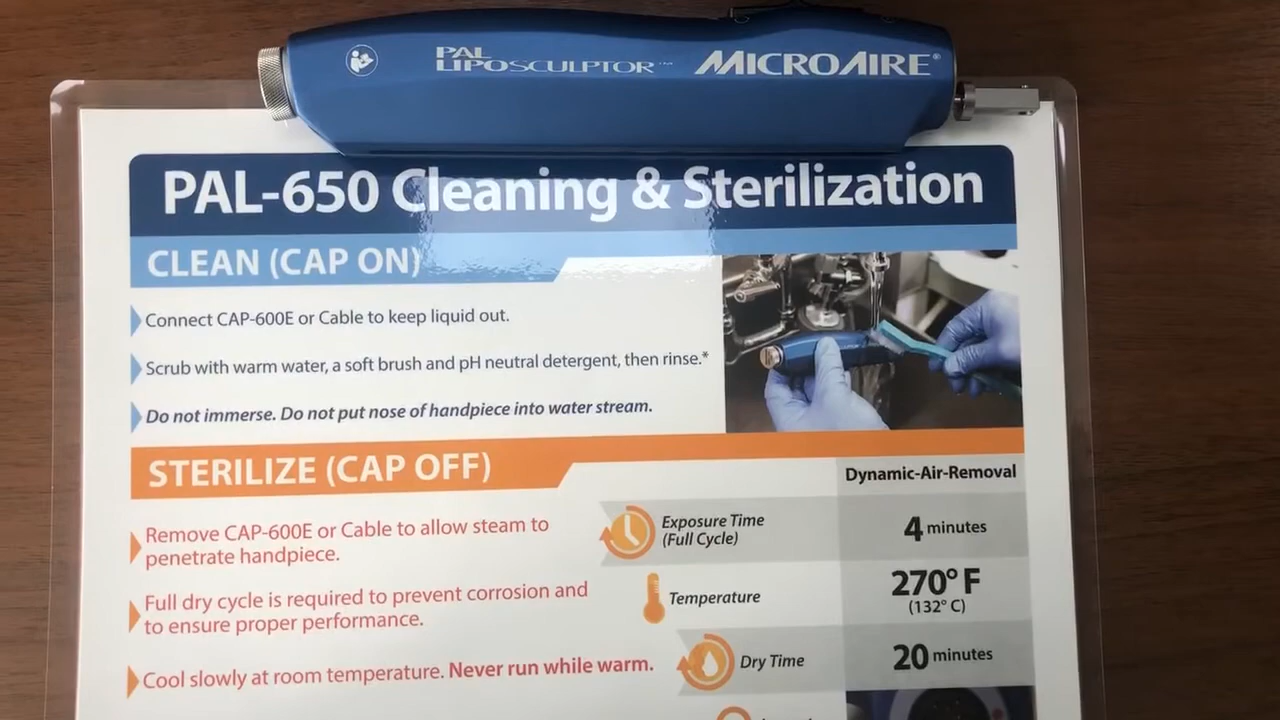 PAL
LIPOSCULPTOR™ MICROAIRE®
PAL-650 Cleaning & Sterilization
CLEAN (CAP ON)
Connect CAP-600E or Cable to keep liquid out.
Scrub with warm water, a soft brush and pH neutral detergent, then rinse.*
Do not immerse. Do not put nose of handpiece into water stream.
STERILIZE (CAP OFF)
Remove CAP-600E or Cable to allow steam to
penetrate handpiece.
Full dry cycle is required to prevent corrosion and
to ensure proper performance.
Cool slowly at room temperature. Never run while warm.
Dynamic-Air-Removal
Exposure Time
(Full Cycle)
4 minutes
Temperature
270° F
(132° C)
Dry Time
20 minutes